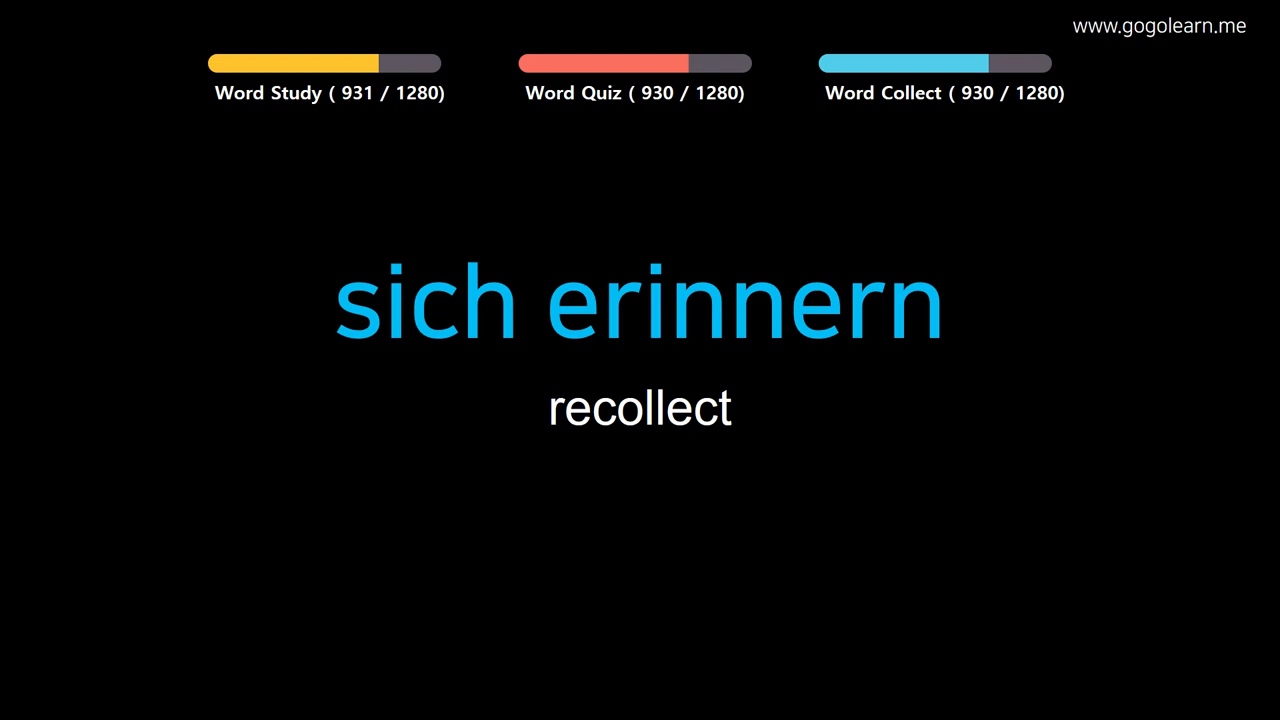 www.gogolearn.me
Word Study ( 931 / 1280)
Word Quiz ( 930 / 1280)
Word Collect ( 930 / 1280)
sich erinnern
recollect